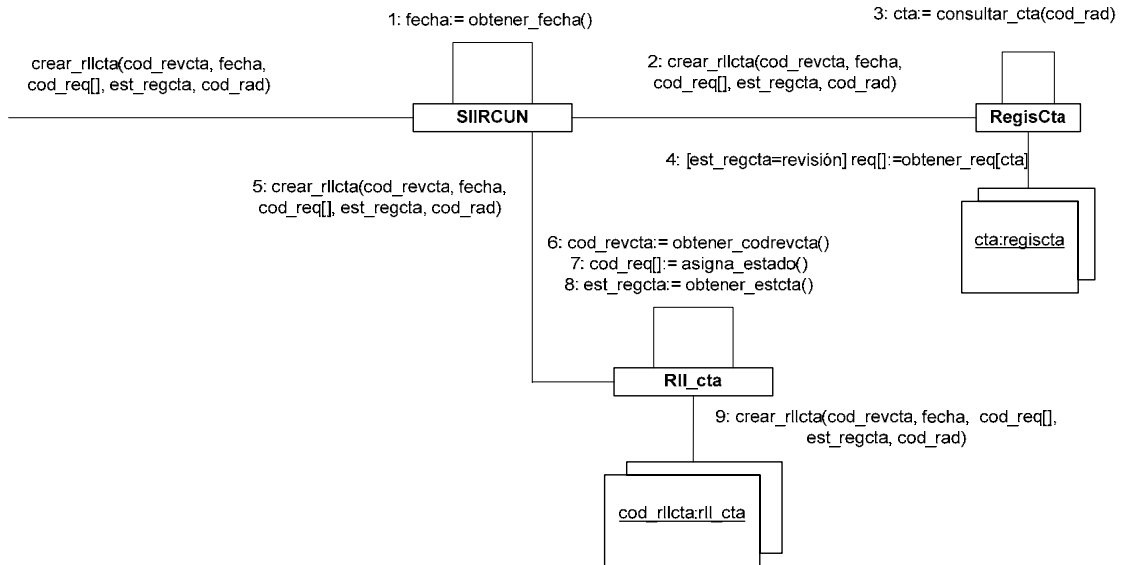 1: fecha:= obtener_fecha()
3: cta:= consultar_cta(cod_rad)
crear_rllcta(cod_revcta, fecha,
cod_req[], est_regcta, cod_rad)
2: crear_rllcta(cod_revcta, fecha,
cod_req[], est_regcta, cod_rad)
SIIRCUN
RegisCta
4: [est_regcta=revisión] req[]:=obtener_req[cta]
5: crear_rllcta(cod_revcta, fecha,
cod_req[], est_regcta, cod_rad)
cta:regiscta
6: cod_revcta:= obtener_codrevcta()
7: cod_req[]:= asigna_estado()
8: est_regcta:= obtener_estcta()
Rll_cta
9: crear_rllcta(cod_revcta, fecha, cod_req[],
est_regcta, cod_rad)
cod_rllcta:rll_cta